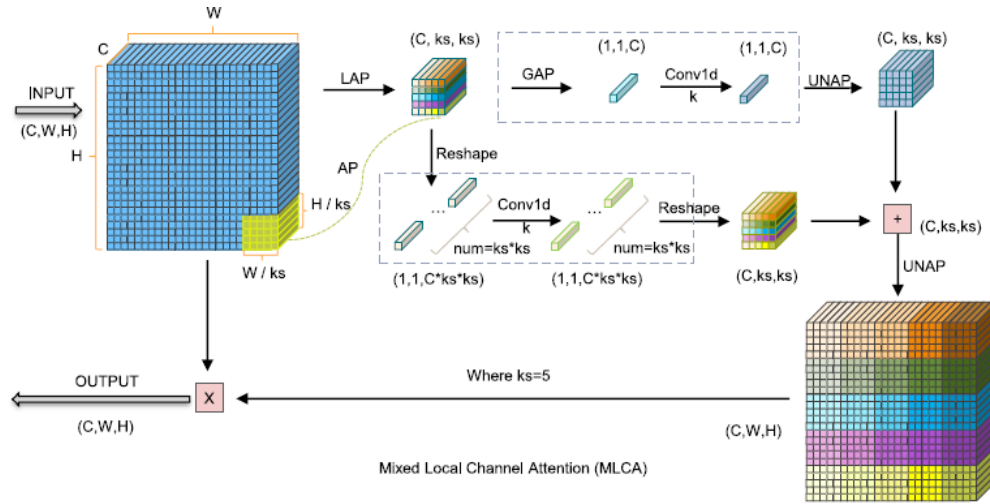 W
C
(C, ks, ks)
(1,1,C)
(1,1,C)
(C, ks, ks)
INPUT
LAP
GAP
Conv1d
k
UNAP
(C,W,H)
H
AP
Reshape
H / ks
...
...
Conv1d
k
Reshape
num=ks*ks
num=ks*ks
+
(C,ks,ks)
W / ks
(1,1,C*ks*ks)
(1,1,C*ks*ks)
(C,ks,ks)
UNAP
OUTPUT
X
Where ks=5
(C,W,H)
(C,W,H)
Mixed Local Channel Attention (MLCA)